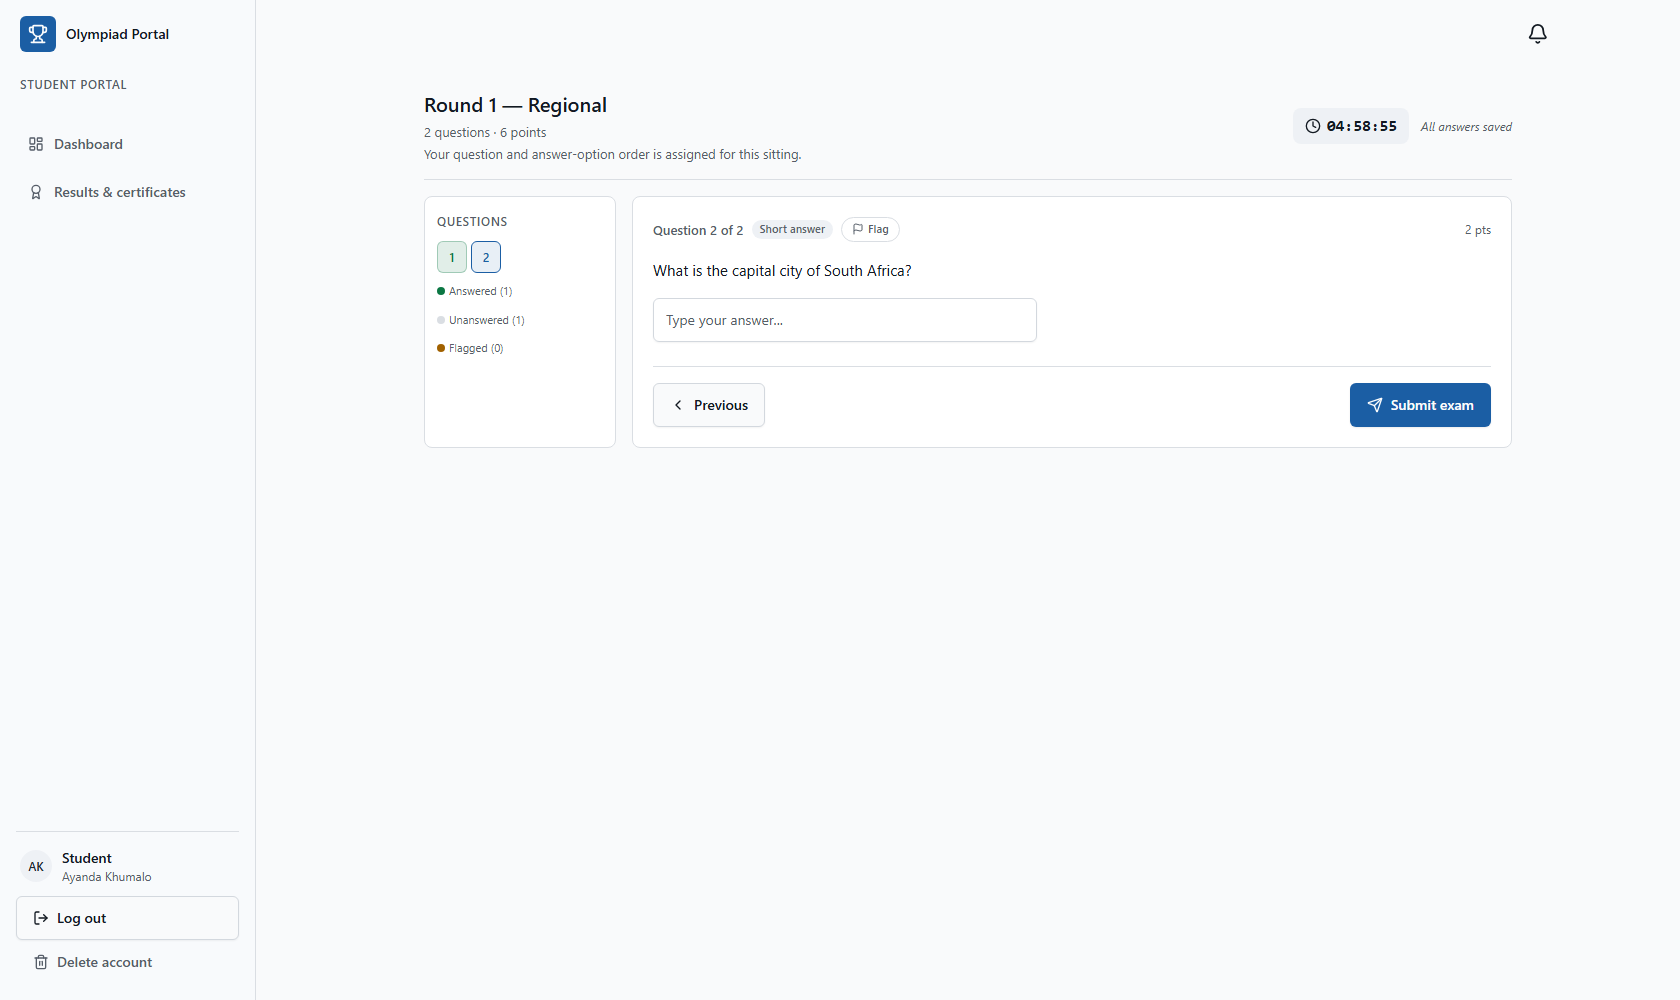 Olympiad Portal
STUDENT PORTAL
Dashboard
Results & certificates
Round 1 — Regional
2 questions · 6 points
Your question and answer-option order is assigned for this sitting.
04:58:55
All answers saved
QUESTIONS
1 2
Answered (1)
Unanswered (1)
Flagged (0)
Question 2 of 2 Short answer Flag
2 pts
What is the capital city of South Africa?
Type your answer...
Previous
Submit exam
AK
Student
Ayanda Khumalo
Log out
Delete account